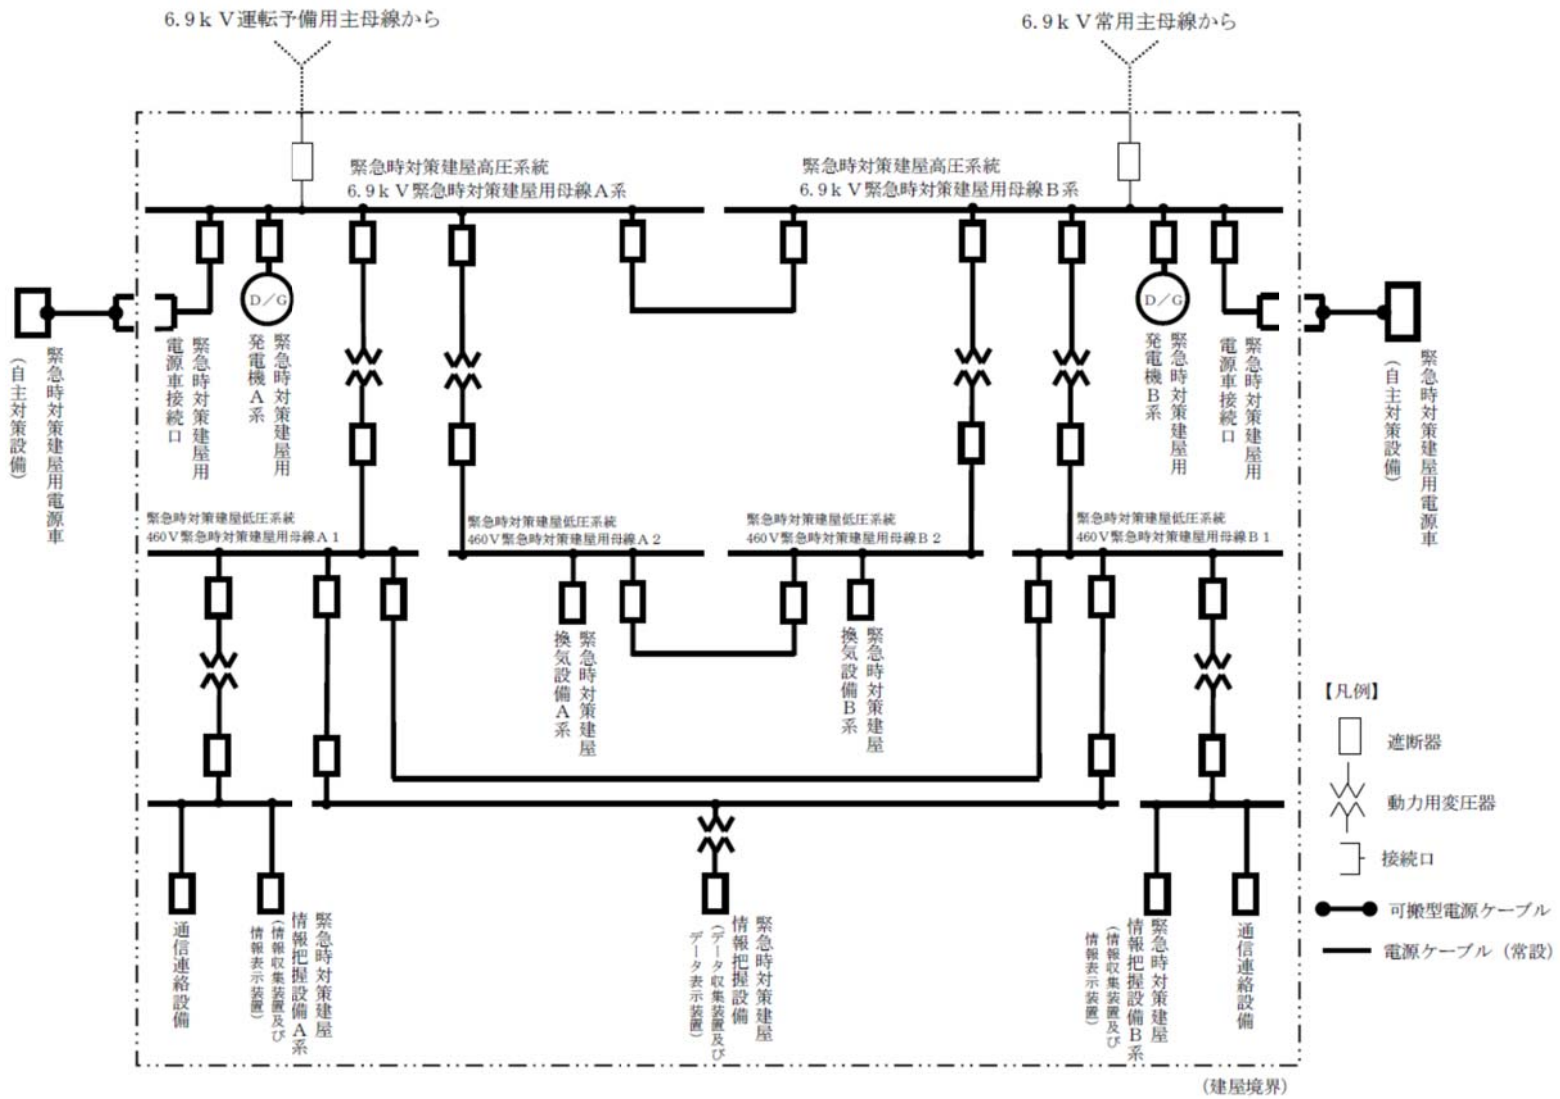 6.9ｋＶ運転予備用主母線から
6.9ｋＶ常用主母線から
緊急時対策建屋高圧系統
6.9ｋＶ緊急時対策建屋用母線Ａ系
緊急時対策建屋高圧系統
6.9ｋＶ緊急時対策建屋用母線Ｂ系
緊急時対策建屋用電源車
（自主対策設備）
緊急時対策建屋用
電源車接続口
D／G
緊急時対策建屋用
発電機Ａ系
D／G
緊急時対策建屋用
発電機Ｂ系
緊急時対策建屋用
電源車接続口
緊急時対策建屋用電源車
（自主対策設備）
緊急時対策建屋低圧系統
460Ｖ緊急時対策建屋用母線Ａ1
緊急時対策建屋低圧系統
460Ｖ緊急時対策建屋用母線Ａ2
緊急時対策建屋低圧系統
460Ｖ緊急時対策建屋用母線Ｂ2
緊急時対策建屋低圧系統
460Ｖ緊急時対策建屋用母線Ｂ1
緊急時対策建屋
換気設備Ａ系
緊急時対策建屋
換気設備Ｂ系
通信連絡設備
緊急時対策建屋
情報把握設備Ａ系
（情報収集装置及び
情報表示装置）
緊急時対策建屋
情報把握設備
（データ収集装置及び
データ表示装置）
緊急時対策建屋
情報把握設備Ｂ系
（情報収集装置及び
情報表示装置）
通信連絡設備
【凡例】
遮断器
動力用変圧器
接続口
可搬型電源ケーブル
電源ケーブル（常設）
（建屋境界）